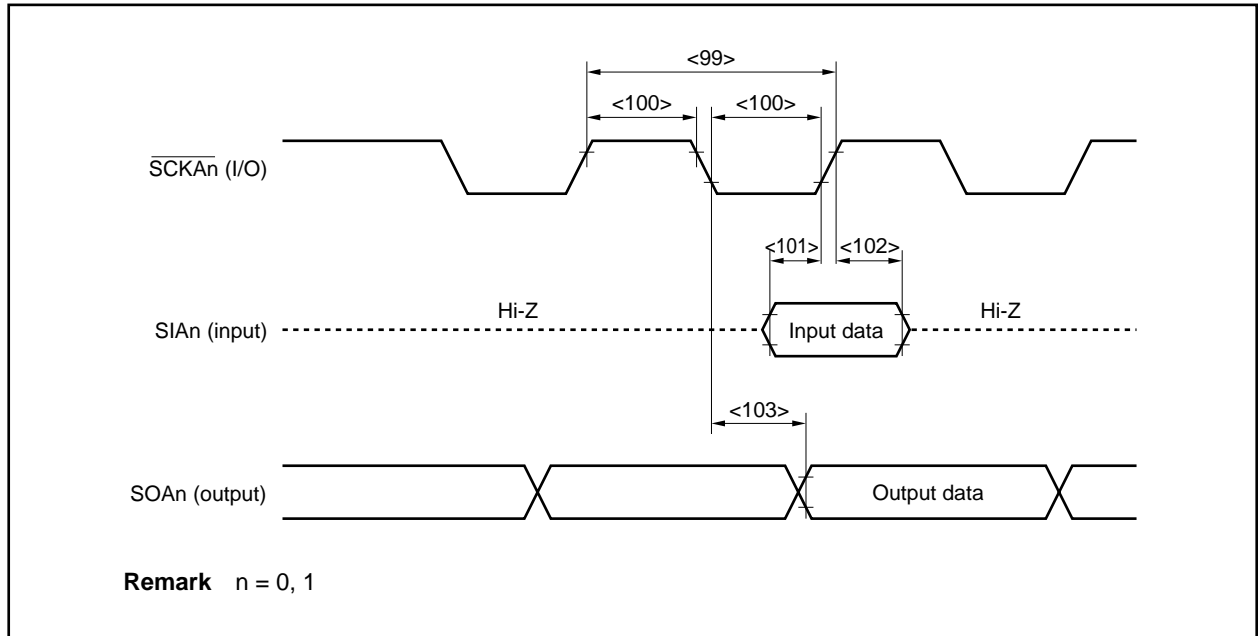 <99>
<100> <100>
SCKAn (I/O)
<101> <102>
Hi-Z Hi-Z
SIAn (input) Input data
<103>
SOAn (output) Output data
Remark n = 0, 1